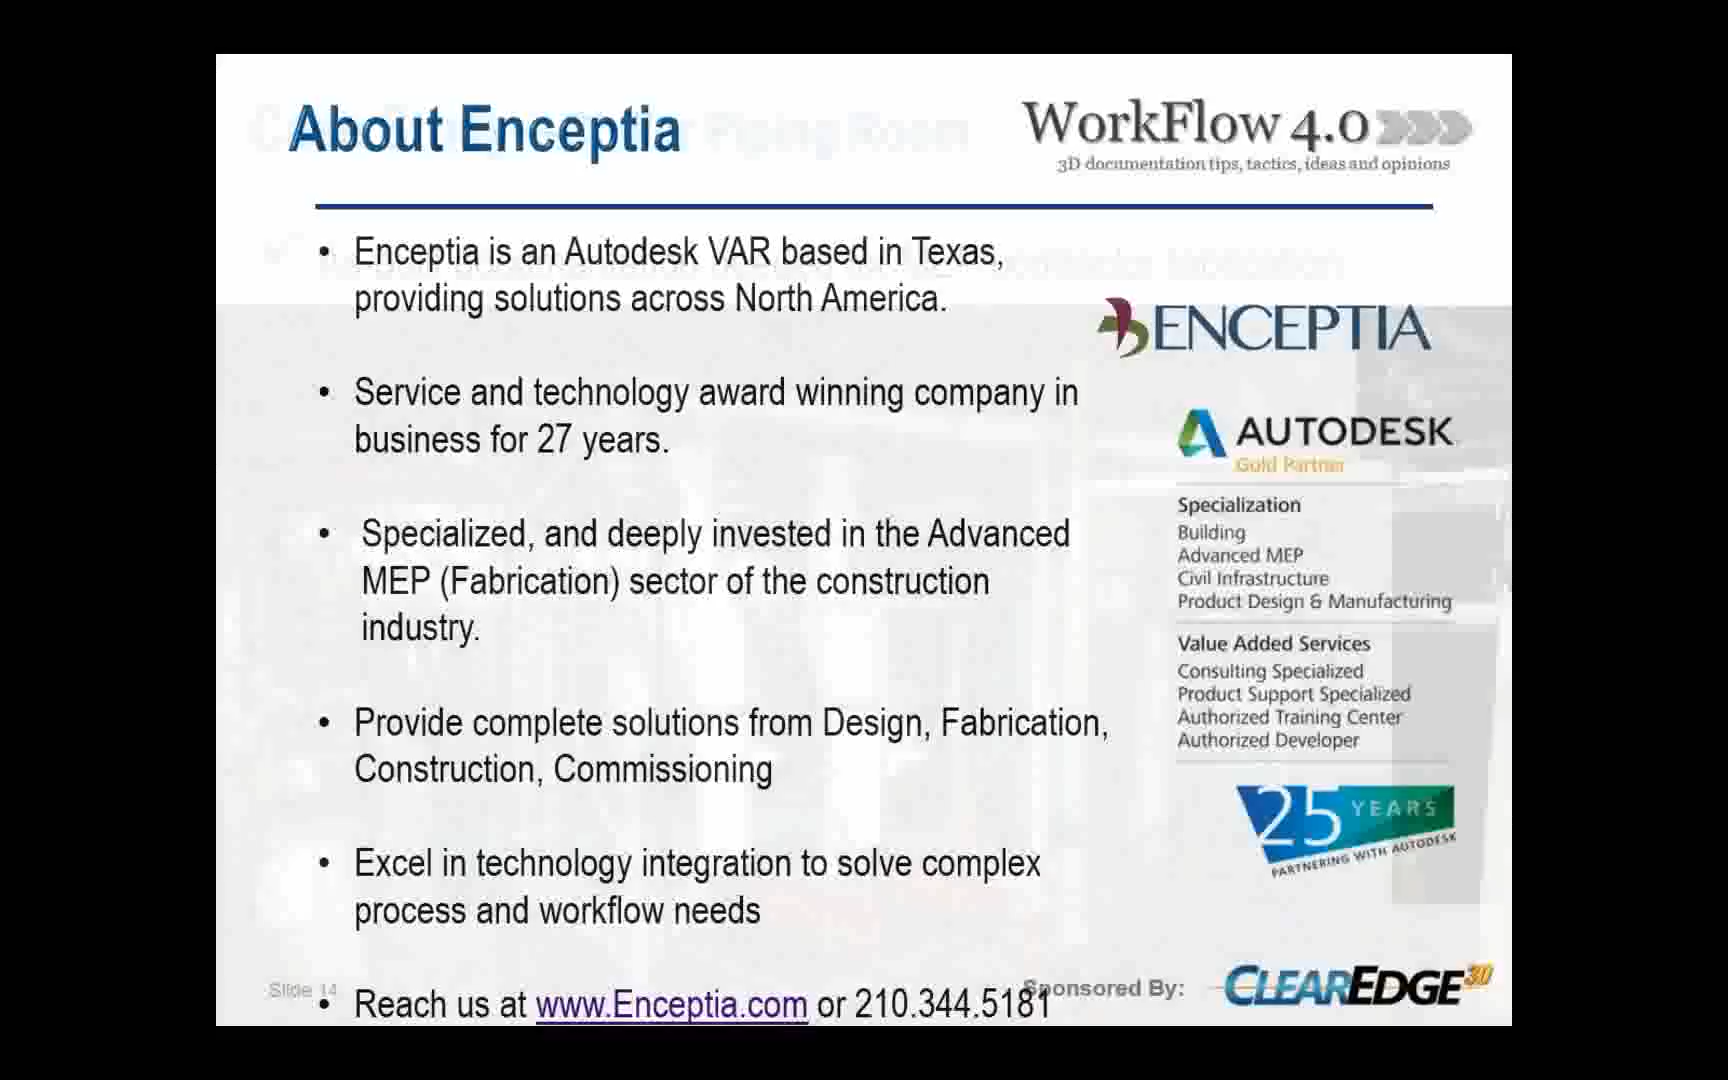 About Enceptia
Piping Room
WorkFlow 4.0
3D documentation tips, tactics, ideas and opinions
• Enceptia is an Autodesk VAR based in Texas,
providing solutions across North America.
• Service and technology award winning company in
business for 27 years.
• Specialized, and deeply invested in the Advanced
MEP (Fabrication) sector of the construction
industry.
• Provide complete solutions from Design, Fabrication,
Construction, Commissioning
• Excel in technology integration to solve complex
process and workflow needs
• Reach us at www.Enceptia.com or 210.344.5181
ENCEPTIA
AUTODESK
Gold Partner
Specialization
Building
Advanced MEP
Civil Infrastructure
Product Design & Manufacturing
Value Added Services
Consulting Specialized
Product Support Specialized
Authorized Training Center
Authorized Developer
25 YEARS
PARTNERING WITH AUTODESK
Slide 14
Sponsored By:
CLEAREDGE 3D